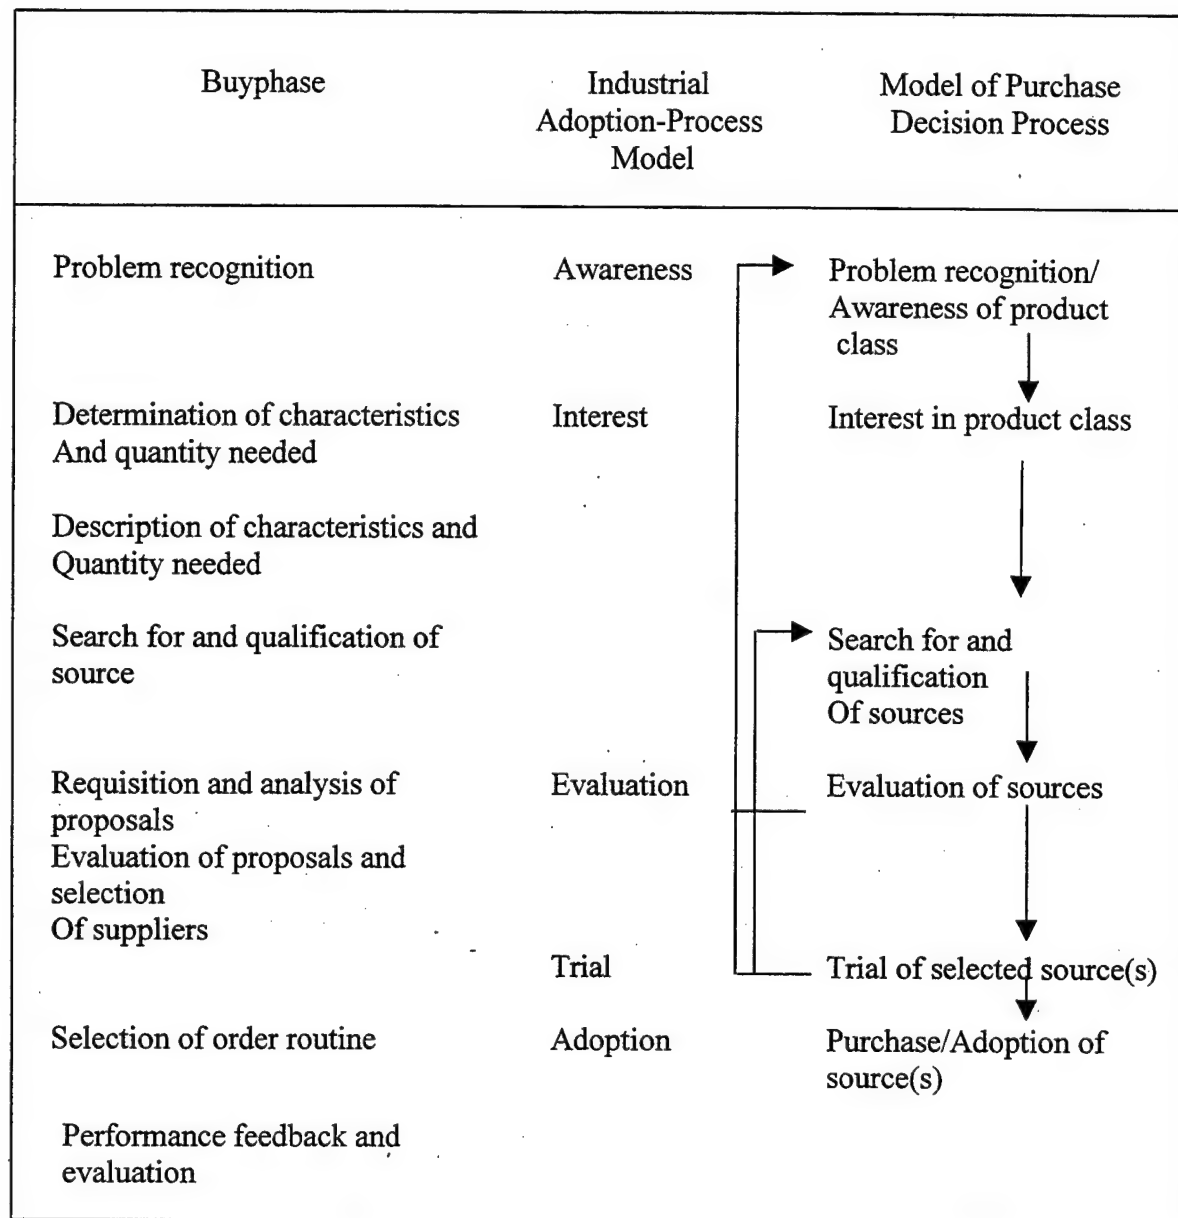 Buyphase
Industrial
Adoption-Process
Model
Model of Purchase
Decision Process
Problem recognition
Awareness
Problem recognition/
Awareness of product
class
Determination of characteristics
And quantity needed
Interest
Interest in product class
Description of characteristics and
Quantity needed
Search for and qualification of
source
Search for and
qualification
Of sources
Requisition and analysis of
proposals
Evaluation of proposals and
selection
Of suppliers
Evaluation
Evaluation of sources
Trial
Trial of selected source(s)
Selection of order routine
Adoption
Purchase/Adoption of
source(s)
Performance feedback and
evaluation